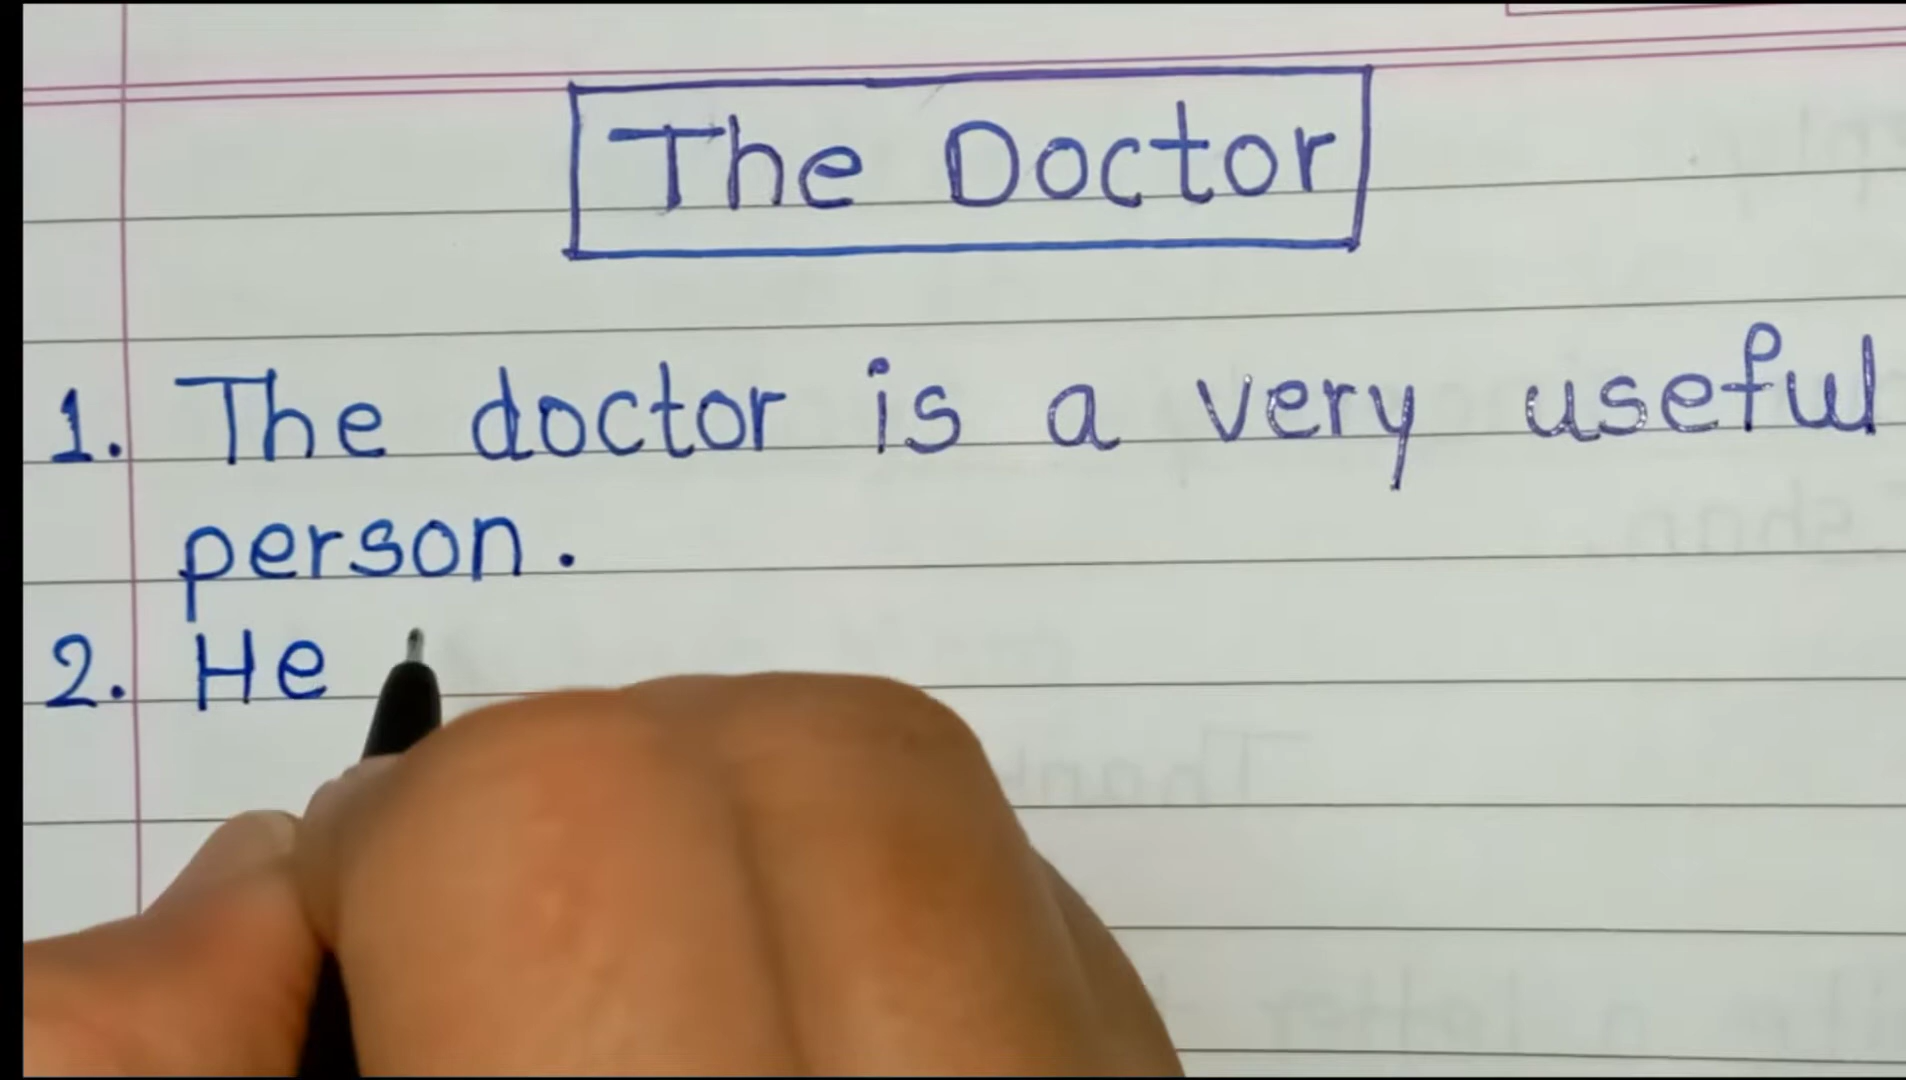 The Doctor
1. The doctor is a very useful
person.
2. He